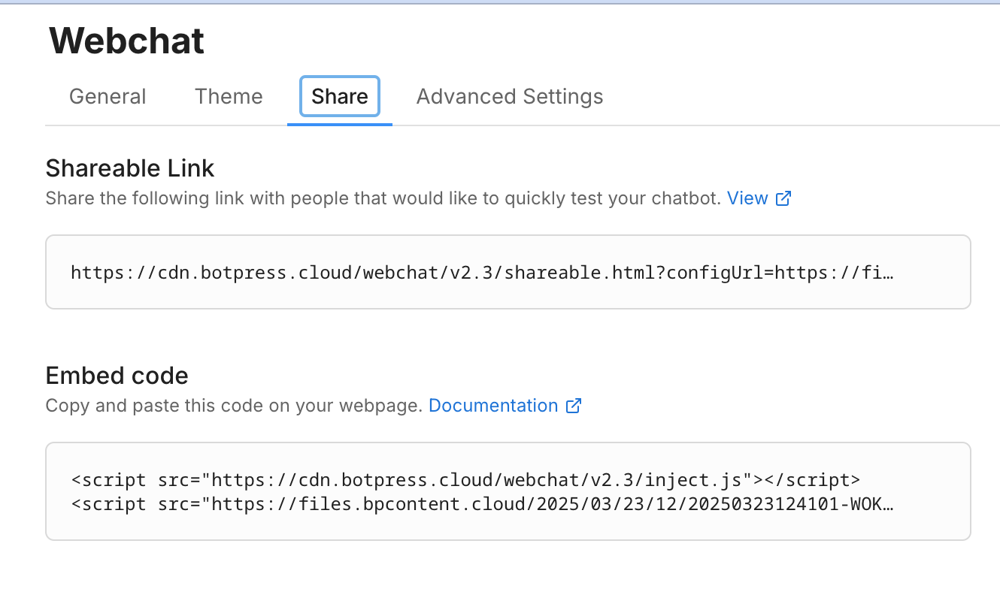 Webchat
General Theme Share Advanced Settings
Shareable Link
Share the following link with people that would like to quickly test your chatbot. View
https://cdn.botpress.cloud/webchat/v2.3/shareable.html?configUrl=https://fi…
Embed code
Copy and paste this code on your webpage. Documentation
<script src="https://cdn.botpress.cloud/webchat/v2.3/inject.js"></script>
<script src="https://files.bpcontent.cloud/2025/03/23/12/20250323124101-WOK…